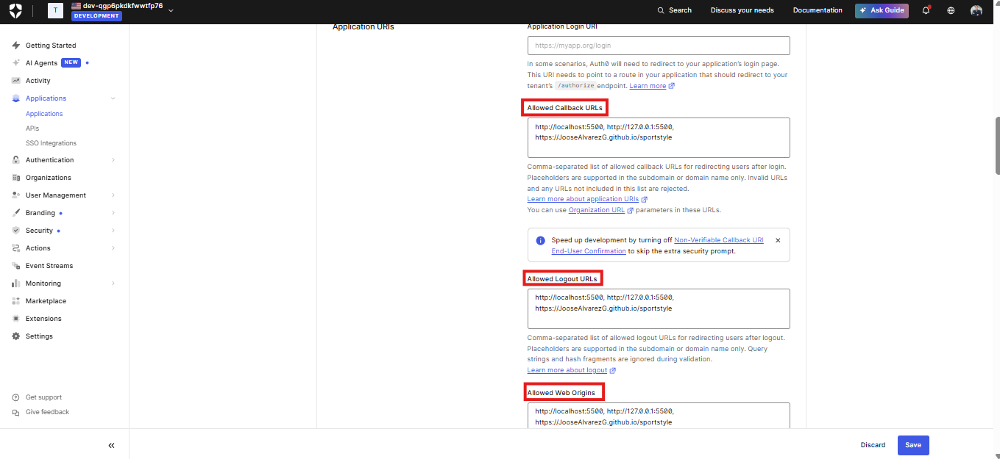 T
dev-qgp6pkdkfwwtfp76
DEVELOPMENT
Search
Discuss your needs
Documentation
Ask Guide
Getting Started
AI Agents NEW
Activity
Applications
Applications
APIs
SSO Integrations
Authentication
Organizations
User Management
Branding
Security
Actions
Event Streams
Monitoring
Marketplace
Extensions
Settings
Get support
Give feedback
Application URIs
Application Login URI
https://myapp.org/login
In some scenarios, Auth0 will need to redirect to your application's login page.
This URI needs to point to a route in your application that should redirect to your
tenant's /authorize endpoint. Learn more
Allowed Callback URLs
http://localhost:5500, http://127.0.0.1:5500,
https://JooseAlvarezG.github.io/sportstyle
Comma-separated list of allowed callback URLs for redirecting users after login.
Placeholders are supported in the subdomain or domain name only. Invalid URLs
and any URLs not included in this list are rejected.
Learn more about application URIs
You can use Organization URL parameters in these URLs.
Speed up development by turning off Non-Verifiable Callback URI
End-User Confirmation to skip the extra security prompt.
Allowed Logout URLs
http://localhost:5500, http://127.0.0.1:5500,
https://JooseAlvarezG.github.io/sportstyle
Comma-separated list of allowed logout URLs for redirecting users after logout.
Placeholders are supported in the subdomain or domain name only. Query
strings and hash fragments are ignored during validation.
Learn more about logout
Allowed Web Origins
http://localhost:5500, http://127.0.0.1:5500,
https://JooseAlvarezG.github.io/sportstyle
Discard
Save